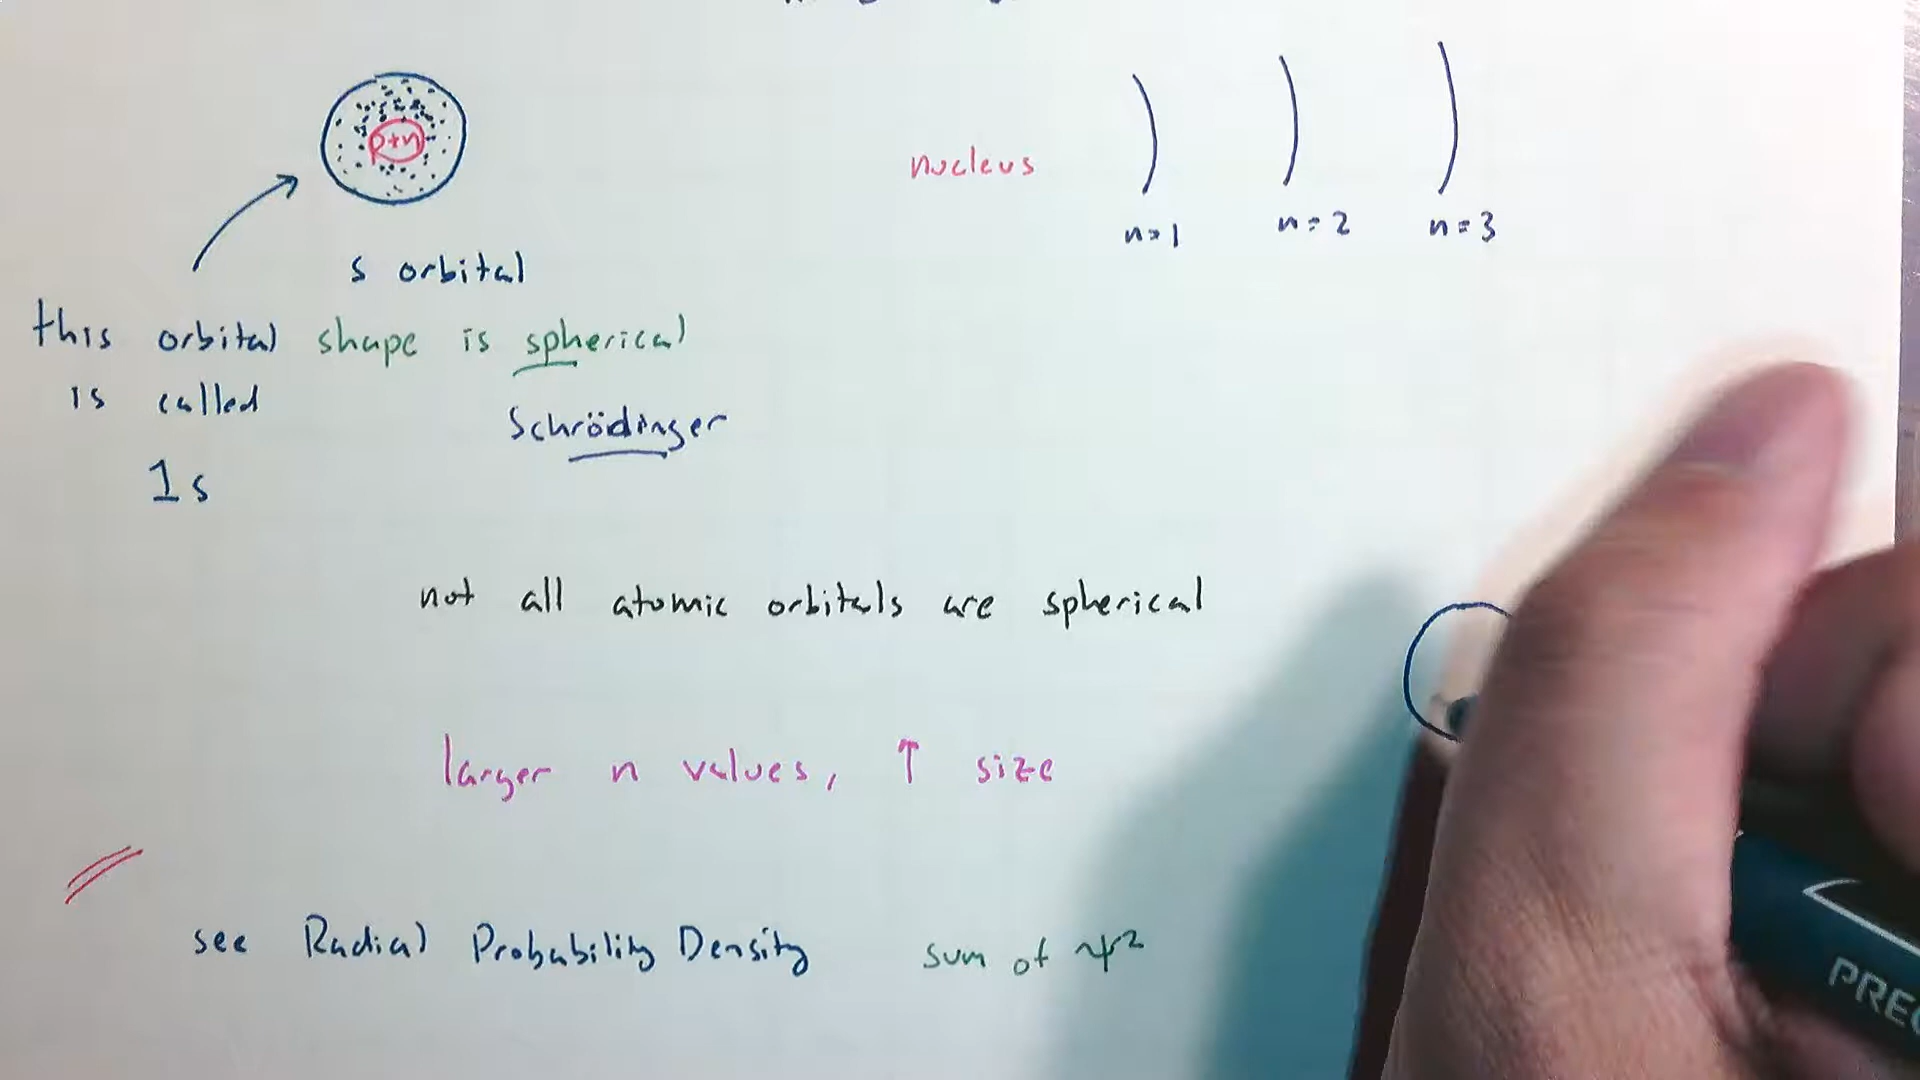 p+n
nucleus
n=1 n=2 n=3
s orbital
this orbital shape is spherical
is called
Schrödinger
1s
not all atomic orbitals are spherical
larger n values, ↑ size
see Radial Probability Density sum of ψ²